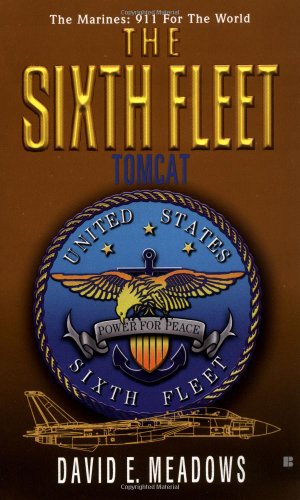 The Marines: 911 For The World
THE
SIXTH FLEET
TOMCAT
UNITED STATES
POWER FOR PEACE
SIXTH FLEET
B
DAVID E. MEADOWS